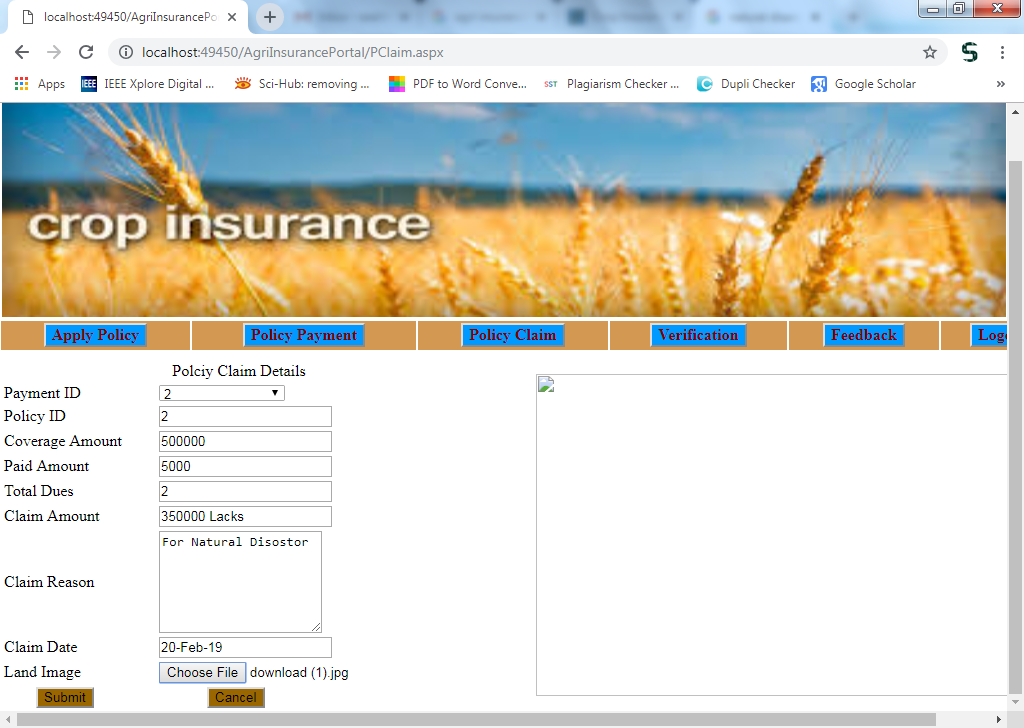 localhost:49450/AgriInsurancePo
localhost:49450/AgriInsurancePortal/PClaim.aspx
Apps IEEE IEEE Xplore Digital ... Sci-Hub: removing ... PDF to Word Conve... SST Plagiarism Checker ... Dupli Checker Google Scholar »
crop insurance
Apply Policy Policy Payment Policy Claim Verification Feedback Logo
Polciy Claim Details
Payment ID 2
Policy ID 2
Coverage Amount 500000
Paid Amount 5000
Total Dues 2
Claim Amount 350000 Lacks
For Natural Disostor
Claim Reason
Claim Date 20-Feb-19
Land Image Choose File download (1).jpg
Submit Cancel